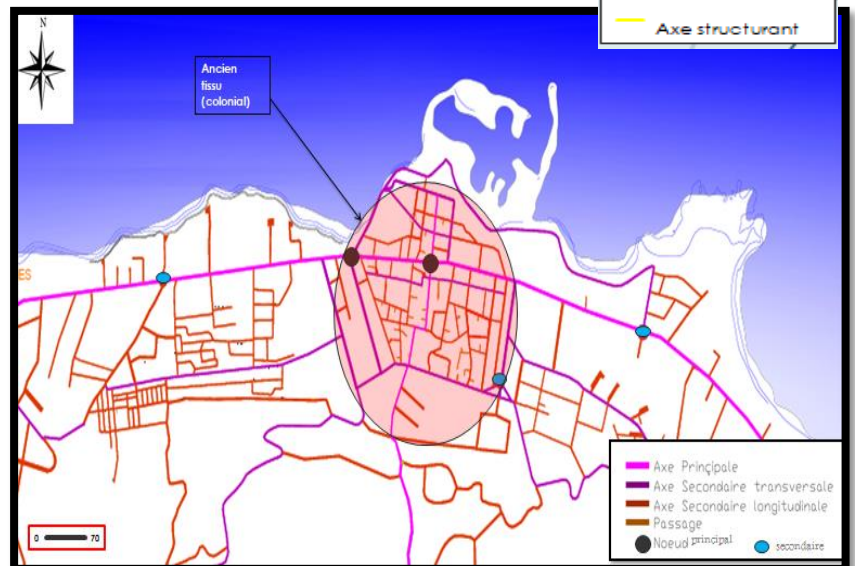 Axe structurant
N
Ancien
tissu
(colonial)
ES
Axe Prinçipale
Axe Secondaire transversale
Axe Secondaire longitudinale
Passage
Noeud principal
secondaire
0 70